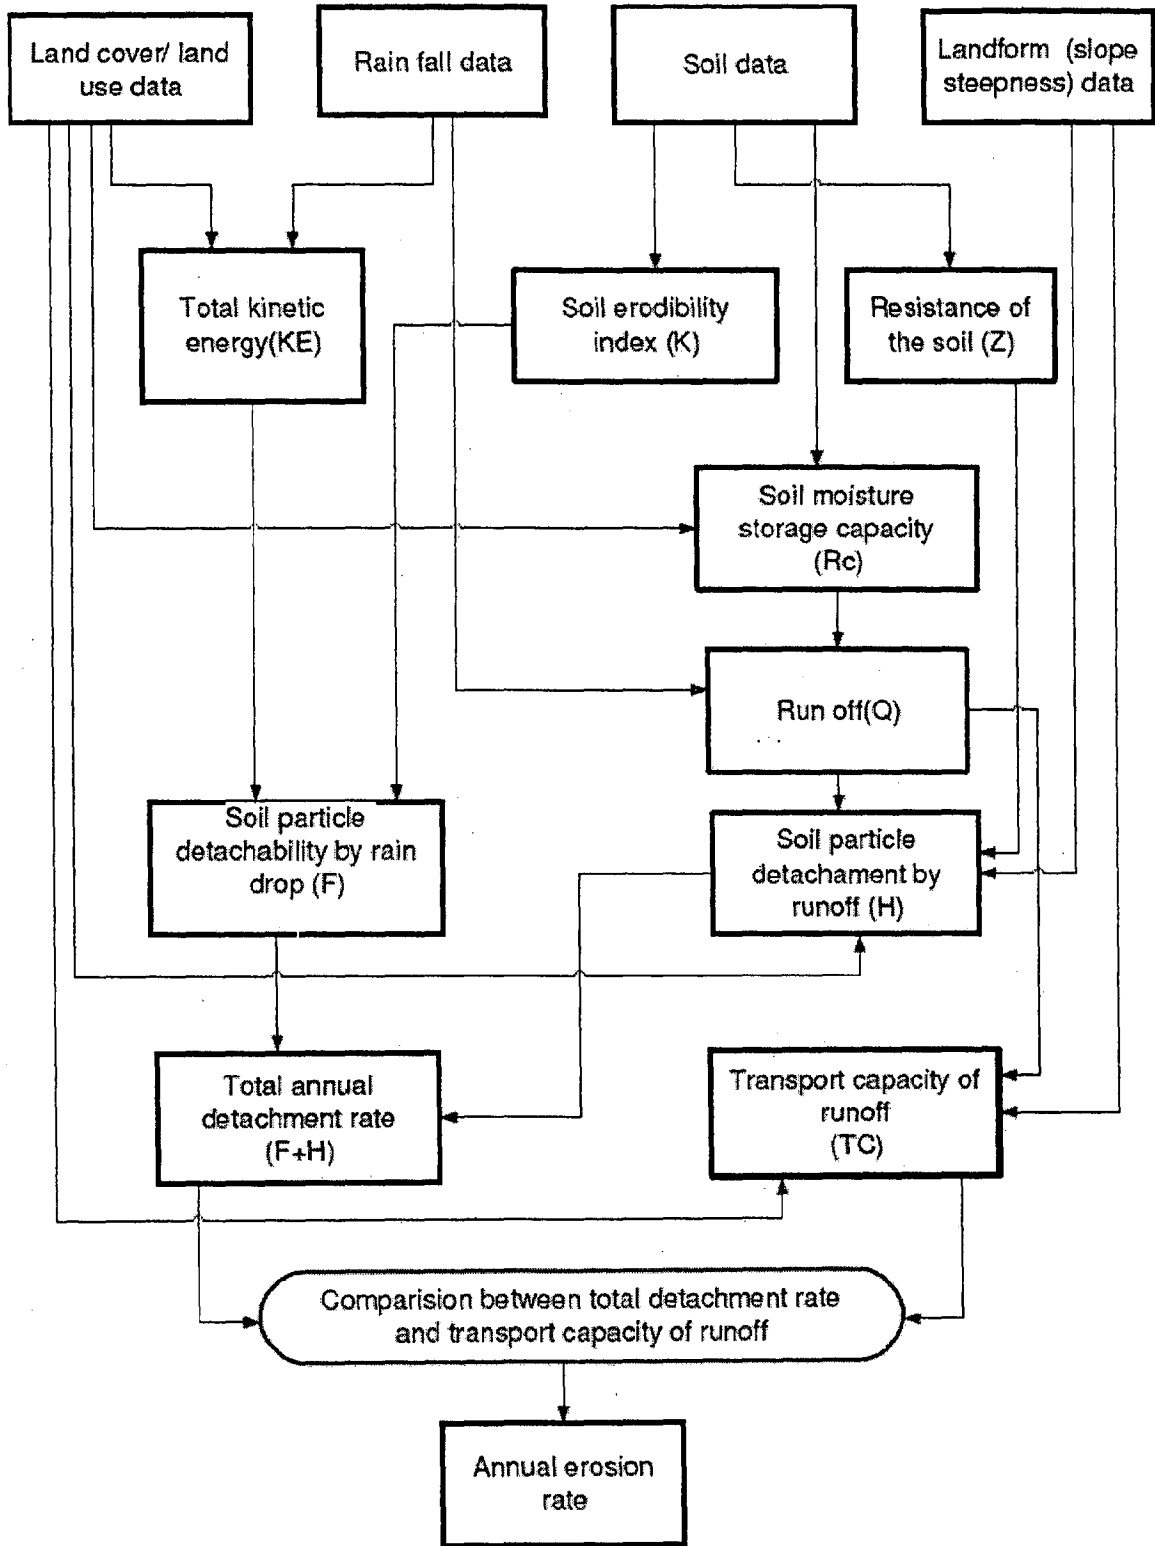 Land cover/ land
use data
Rain fall data
Soil data
Landform (slope
steepness) data
Total kinetic
energy(KE)
Soil erodibility
index (K)
Resistance of
the soil (Z)
Soil moisture
storage capacity
(Rc)
Run off(Q)
Soil particle
detachability by rain
drop (F)
Soil particle
detachament by
runoff (H)
Total annual
detachment rate
(F+H)
Transport capacity of
runoff
(TC)
Comparision between total detachment rate
and transport capacity of runoff
Annual erosion
rate